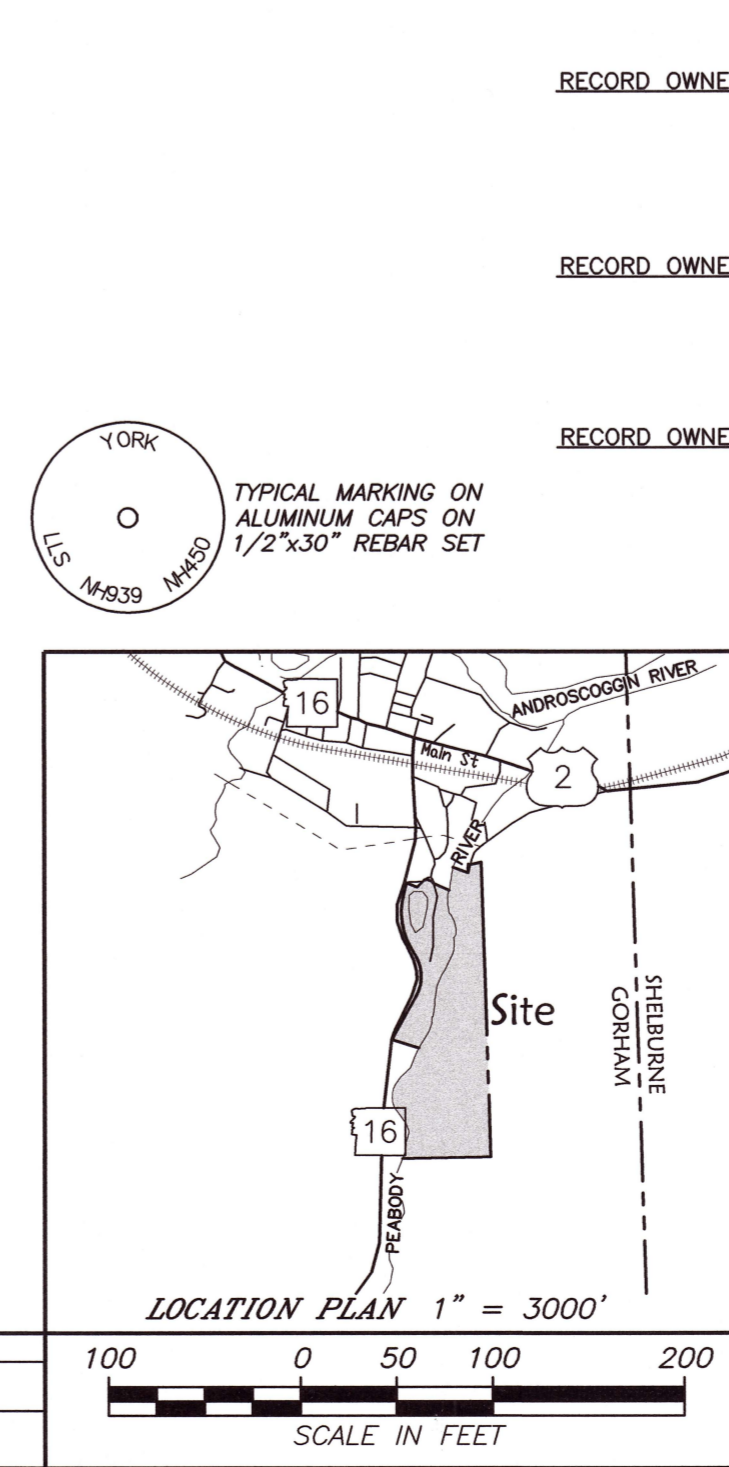 RECORD OWNE
RECORD OWNE
RECORD OWNE
YORK
LLS NH939 NH450
TYPICAL MARKING ON
ALUMINUM CAPS ON
1/2"x30" REBAR SET
16
ANDROSCOGGIN RIVER
Main St
2
RIVER
Site
SHELBURNE
GORHAM
16
PEABODY
LOCATION PLAN 1" = 3000'
100 0 50 100 200
SCALE IN FEET